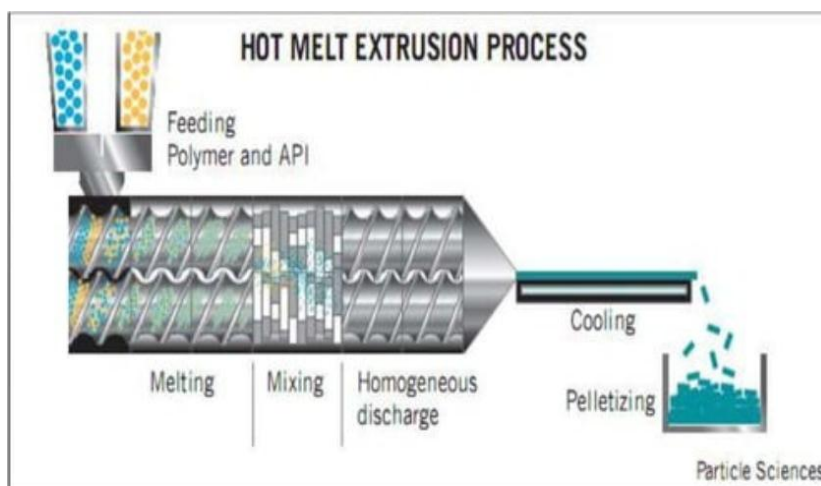 HOT MELT EXTRUSION PROCESS
Feeding
Polymer and API
Melting
Mixing
Homogeneous
discharge
Cooling
Pelletizing
Particle Sciences